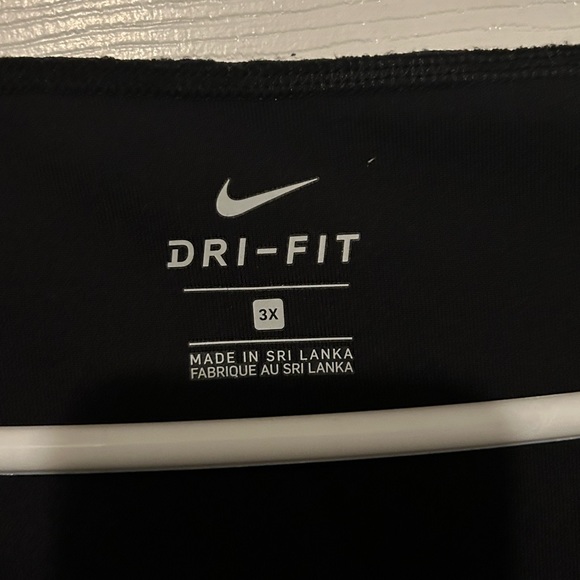 DRI-FIT
3X
MADE IN SRI LANKA
FABRIQUE AU SRI LANKA